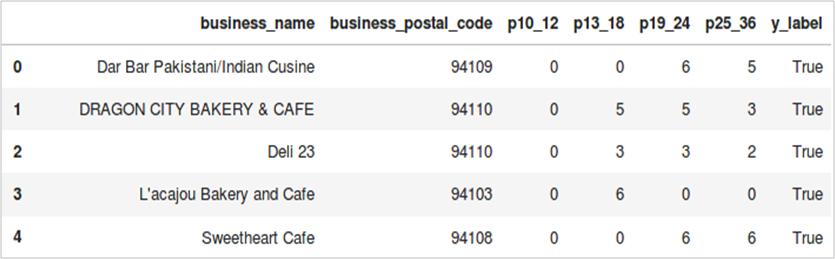 business_name business_postal_code p10_12 p13_18 p19_24 p25_36 y_label
0 Dar Bar Pakistani/Indian Cusine 94109 0 0 6 5 True
1 DRAGON CITY BAKERY & CAFE 94110 0 5 5 3 True
2 Deli 23 94110 0 3 3 2 True
3 L'acajou Bakery and Cafe 94103 0 6 0 0 True
4 Sweetheart Cafe 94108 0 0 6 6 True